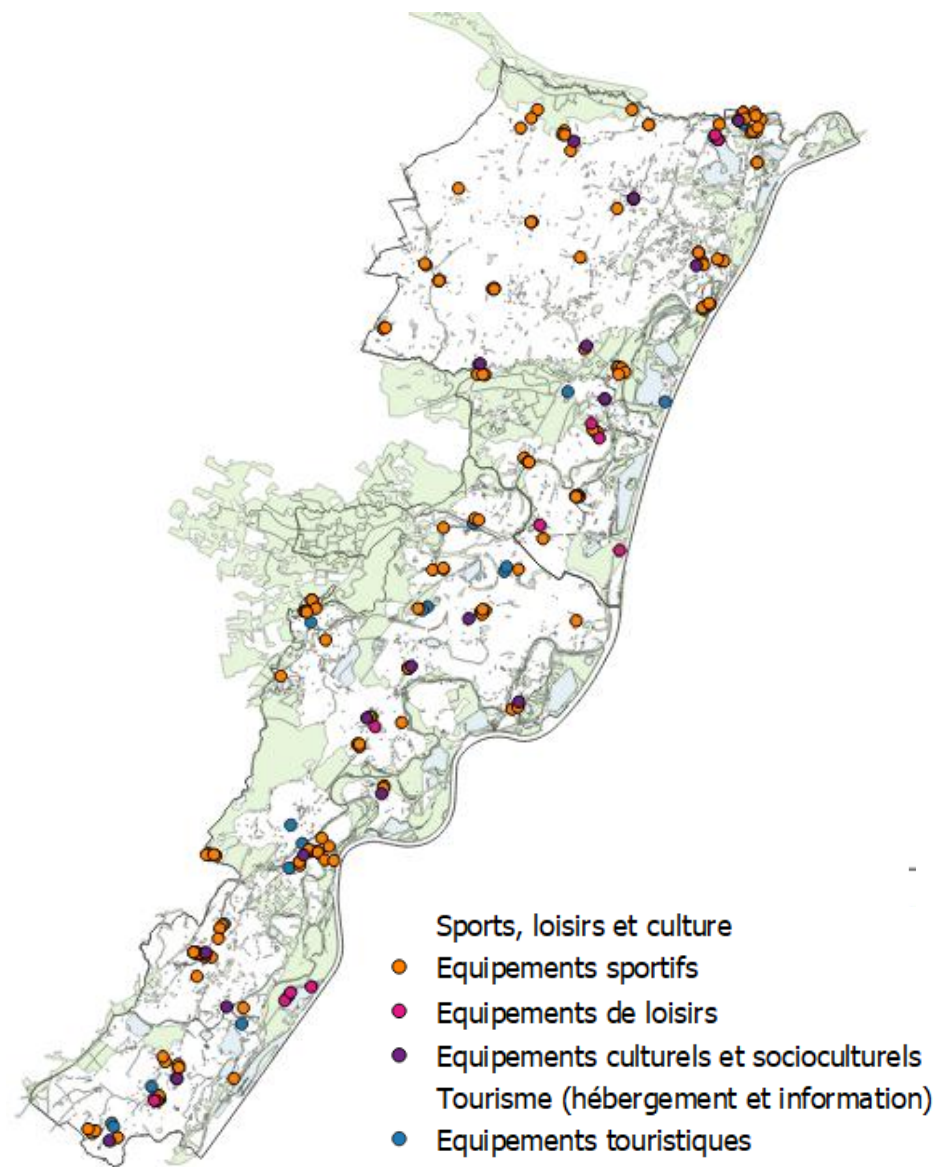 Sports, loisirs et culture
Equipements sportifs
Equipements de loisirs
Equipements culturels et socioculturels
Tourisme (hébergement et information)
Equipements touristiques